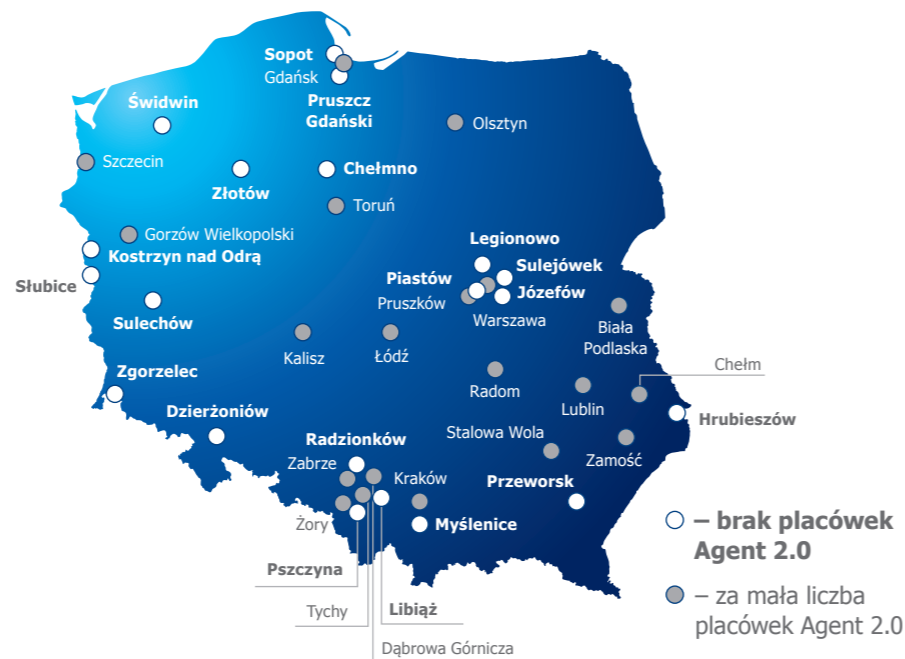 Sopot
Gdańsk
Pruszcz
Gdański
Świdwin
Olsztyn
Szczecin
Złotów
Chełmno
Toruń
Gorzów Wielkopolski
Kostrzyn nad Odrą
Słubice
Sulechów
Legionowo
Sulejówek
Piastów
Pruszków
Józefów
Warszawa
Biała
Podlaska
Kalisz
Łódź
Chełm
Zgorzelec
Radom
Lublin
Dzierżoniów
Hrubieszów
Radzionków
Stalowa Wola
Zamość
Zabrze
Kraków
Przeworsk
Żory
Myślenice
Pszczyna
Tychy
Libiąż
Dąbrowa Górnicza
– brak placówek
Agent 2.0
– za mała liczba
placówek Agent 2.0